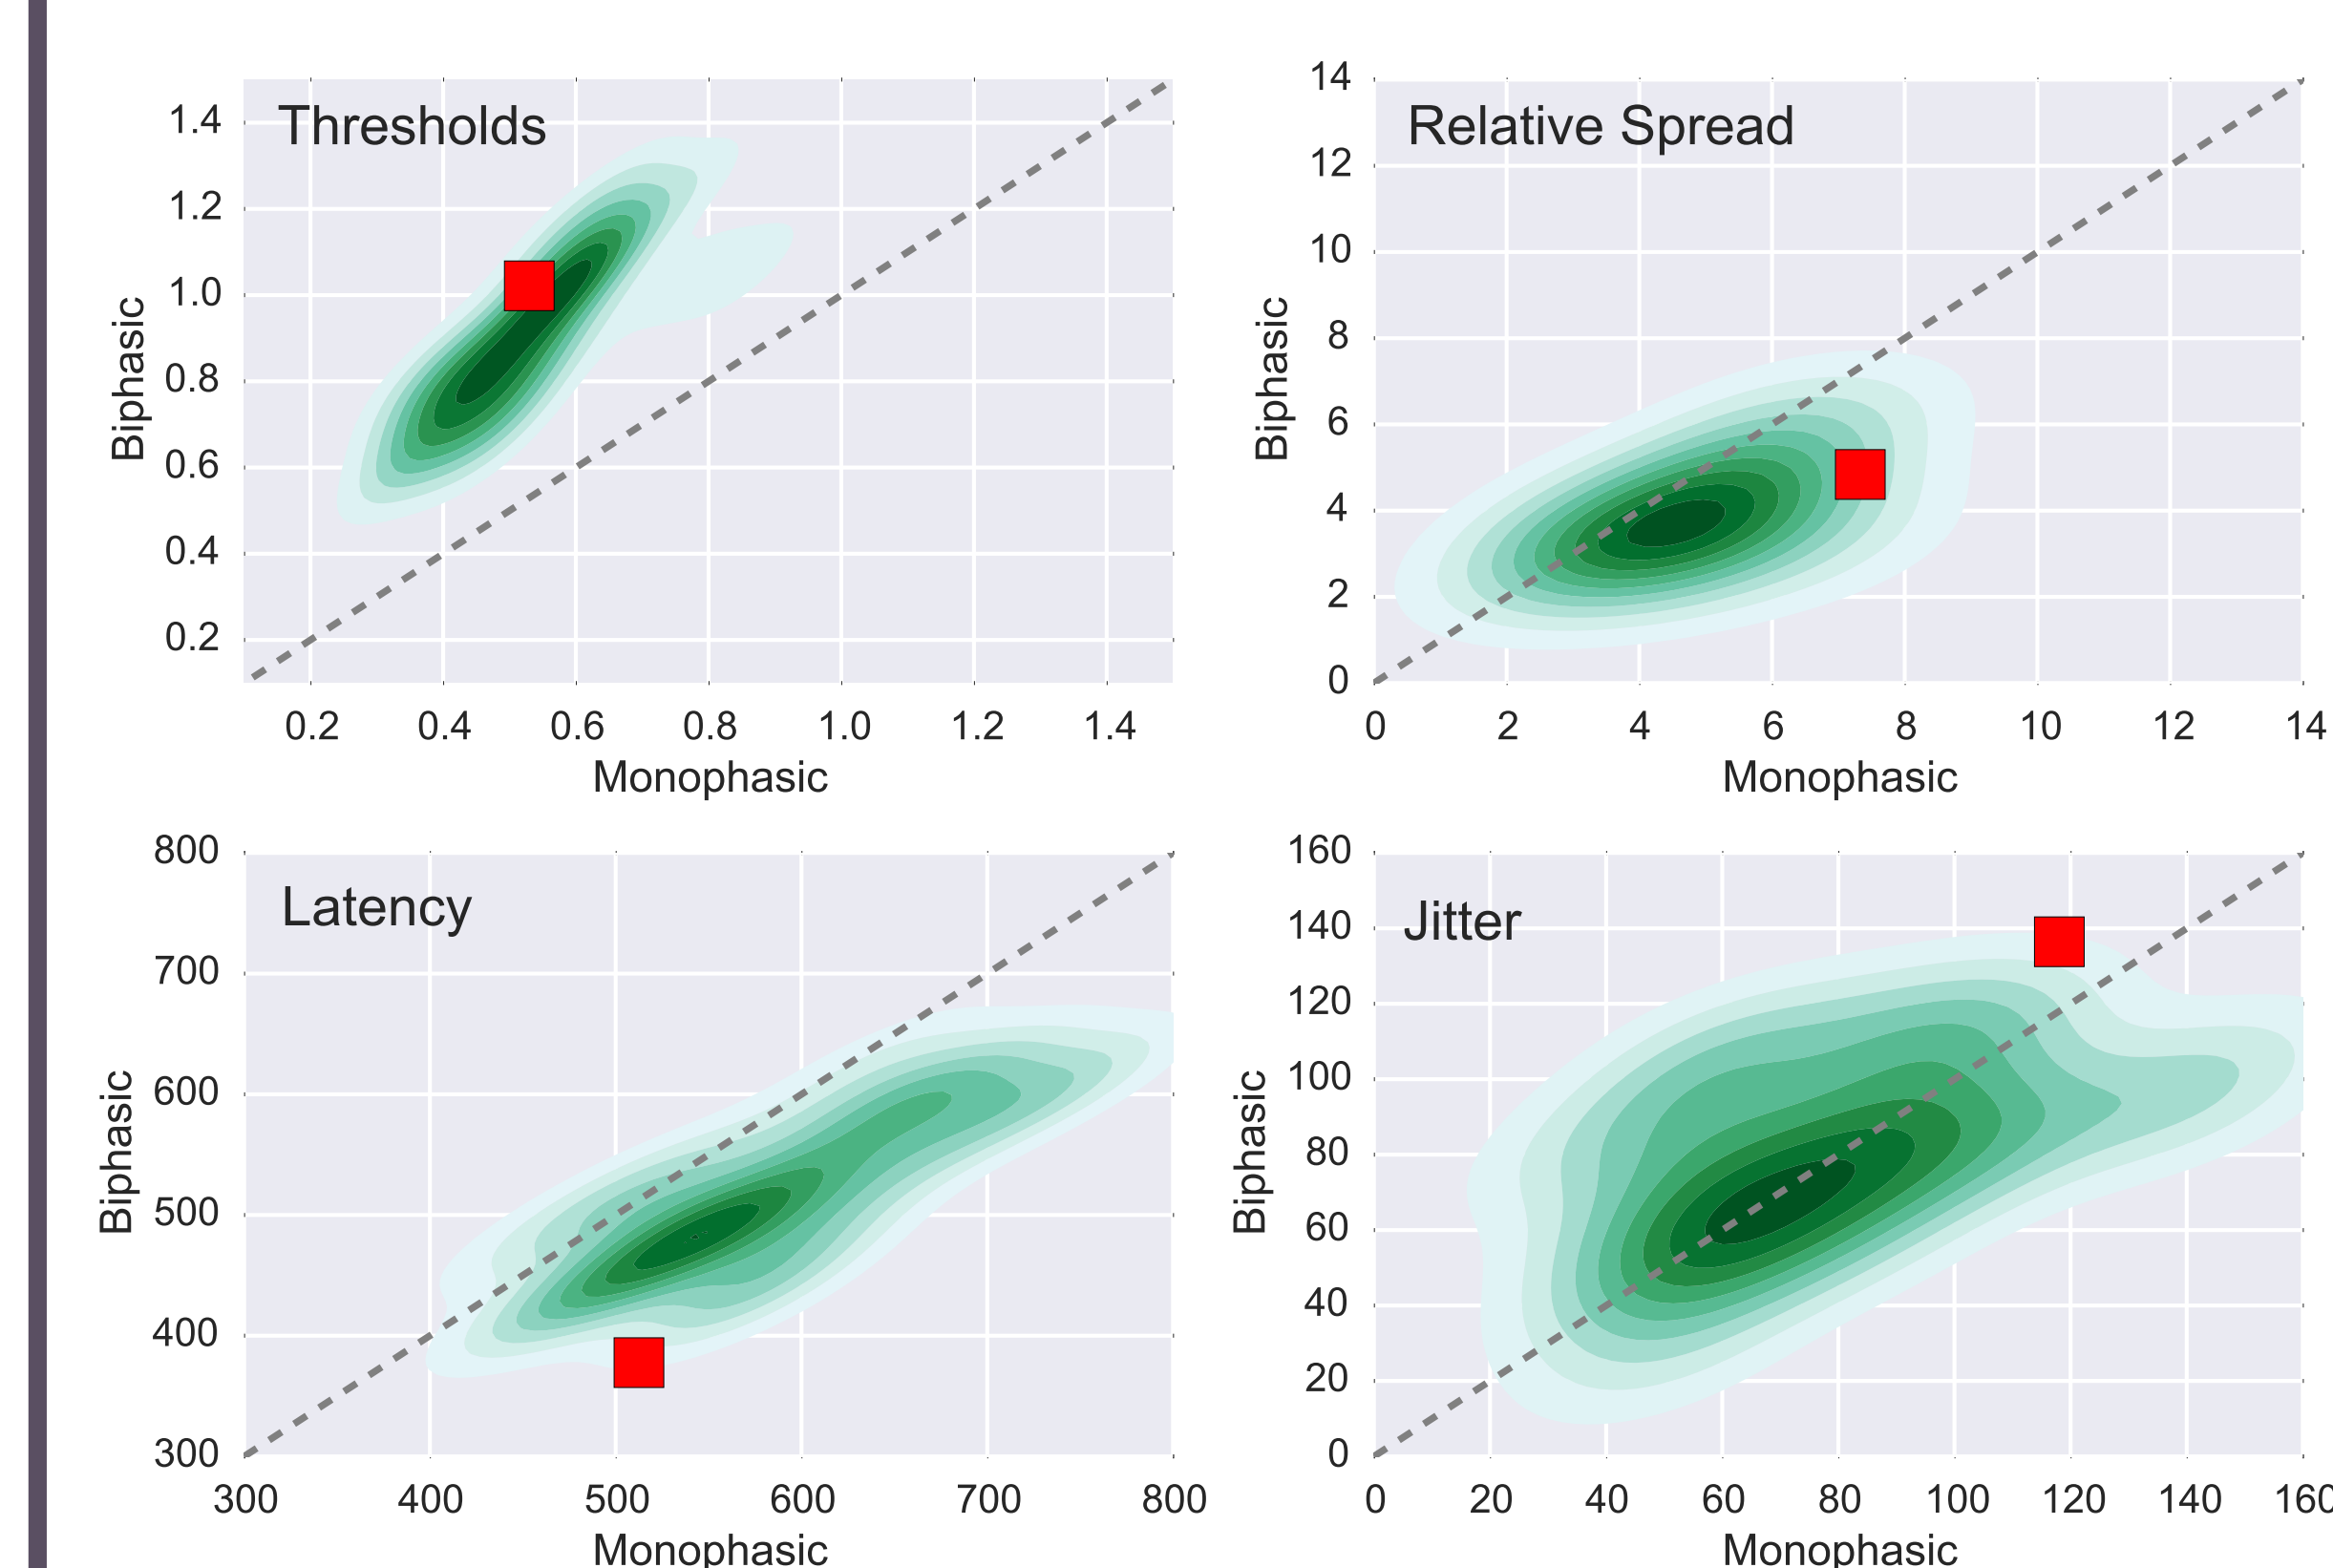 Thresholds
1.4
1.2
1.0
0.8
0.6
0.4
0.2
Biphasic
0.2 0.4 0.6 0.8 1.0 1.2 1.4
Monophasic
Relative Spread
14
12
10
8
6
4
2
0
Biphasic
0 2 4 6 8 10 12 14
Monophasic
Latency
800
700
600
500
400
300
Biphasic
300 400 500 600 700 800
Monophasic
Jitter
160
140
120
100
80
60
40
20
0
Biphasic
0 20 40 60 80 100 120 140 160
Monophasic